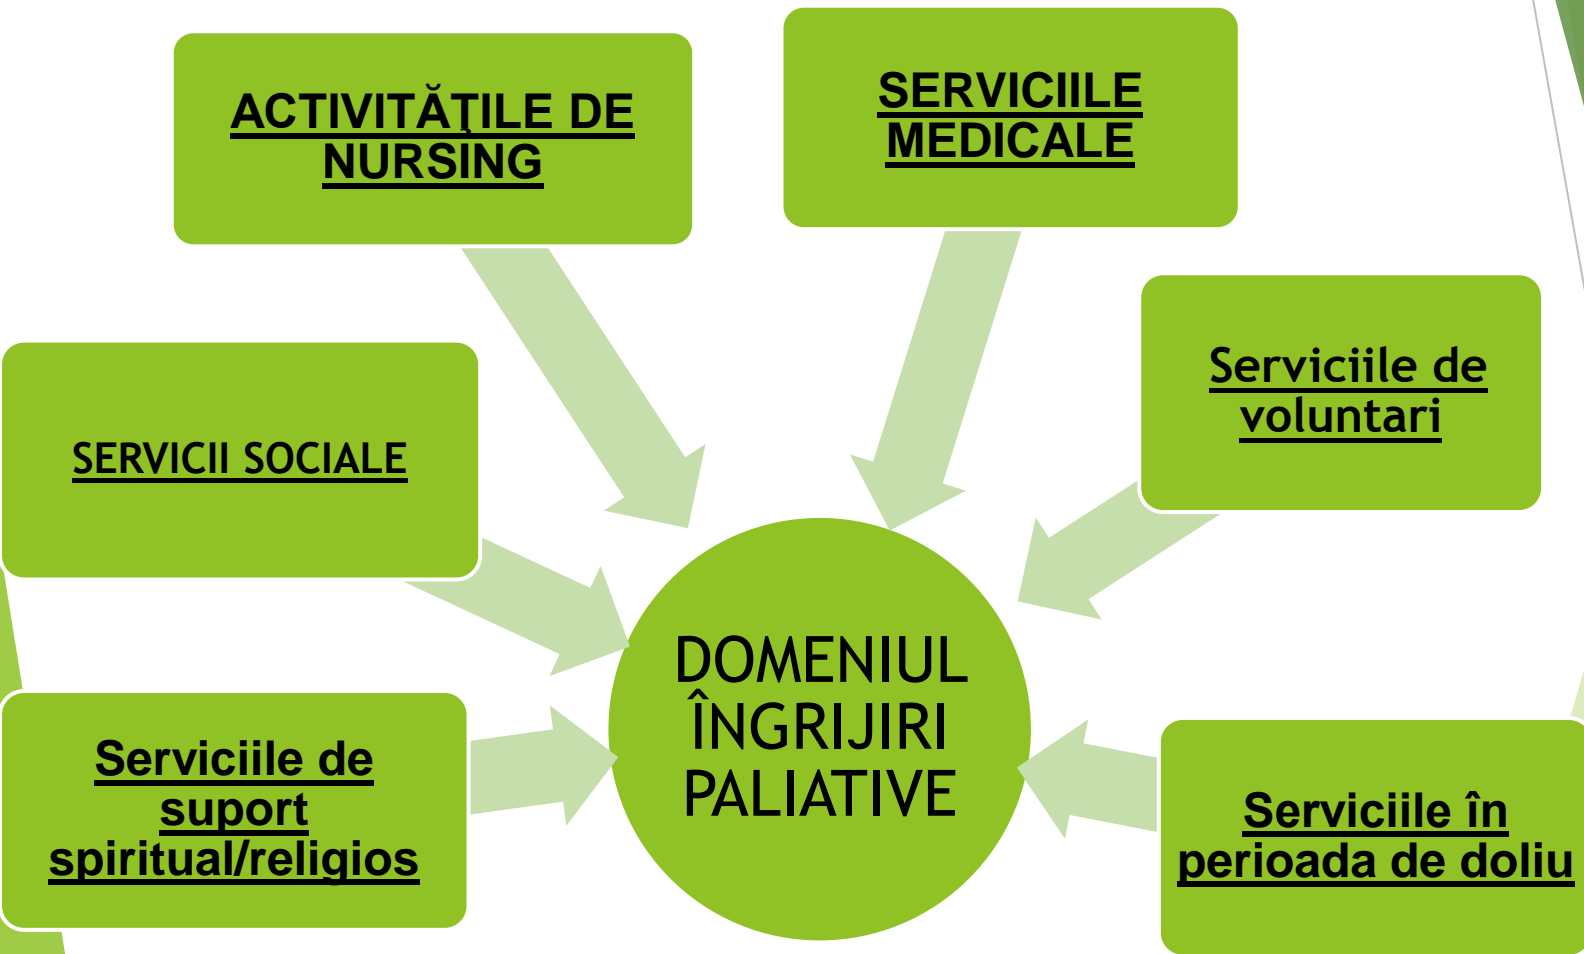 ACTIVITĂŢILE DE
NURSING
SERVICIILE
MEDICALE
SERVICII SOCIALE
Serviciile de
voluntari
Serviciile de
suport
spiritual/religios
DOMENIUL
ÎNGRIJIRI
PALIATIVE
Serviciile în
perioada de doliu